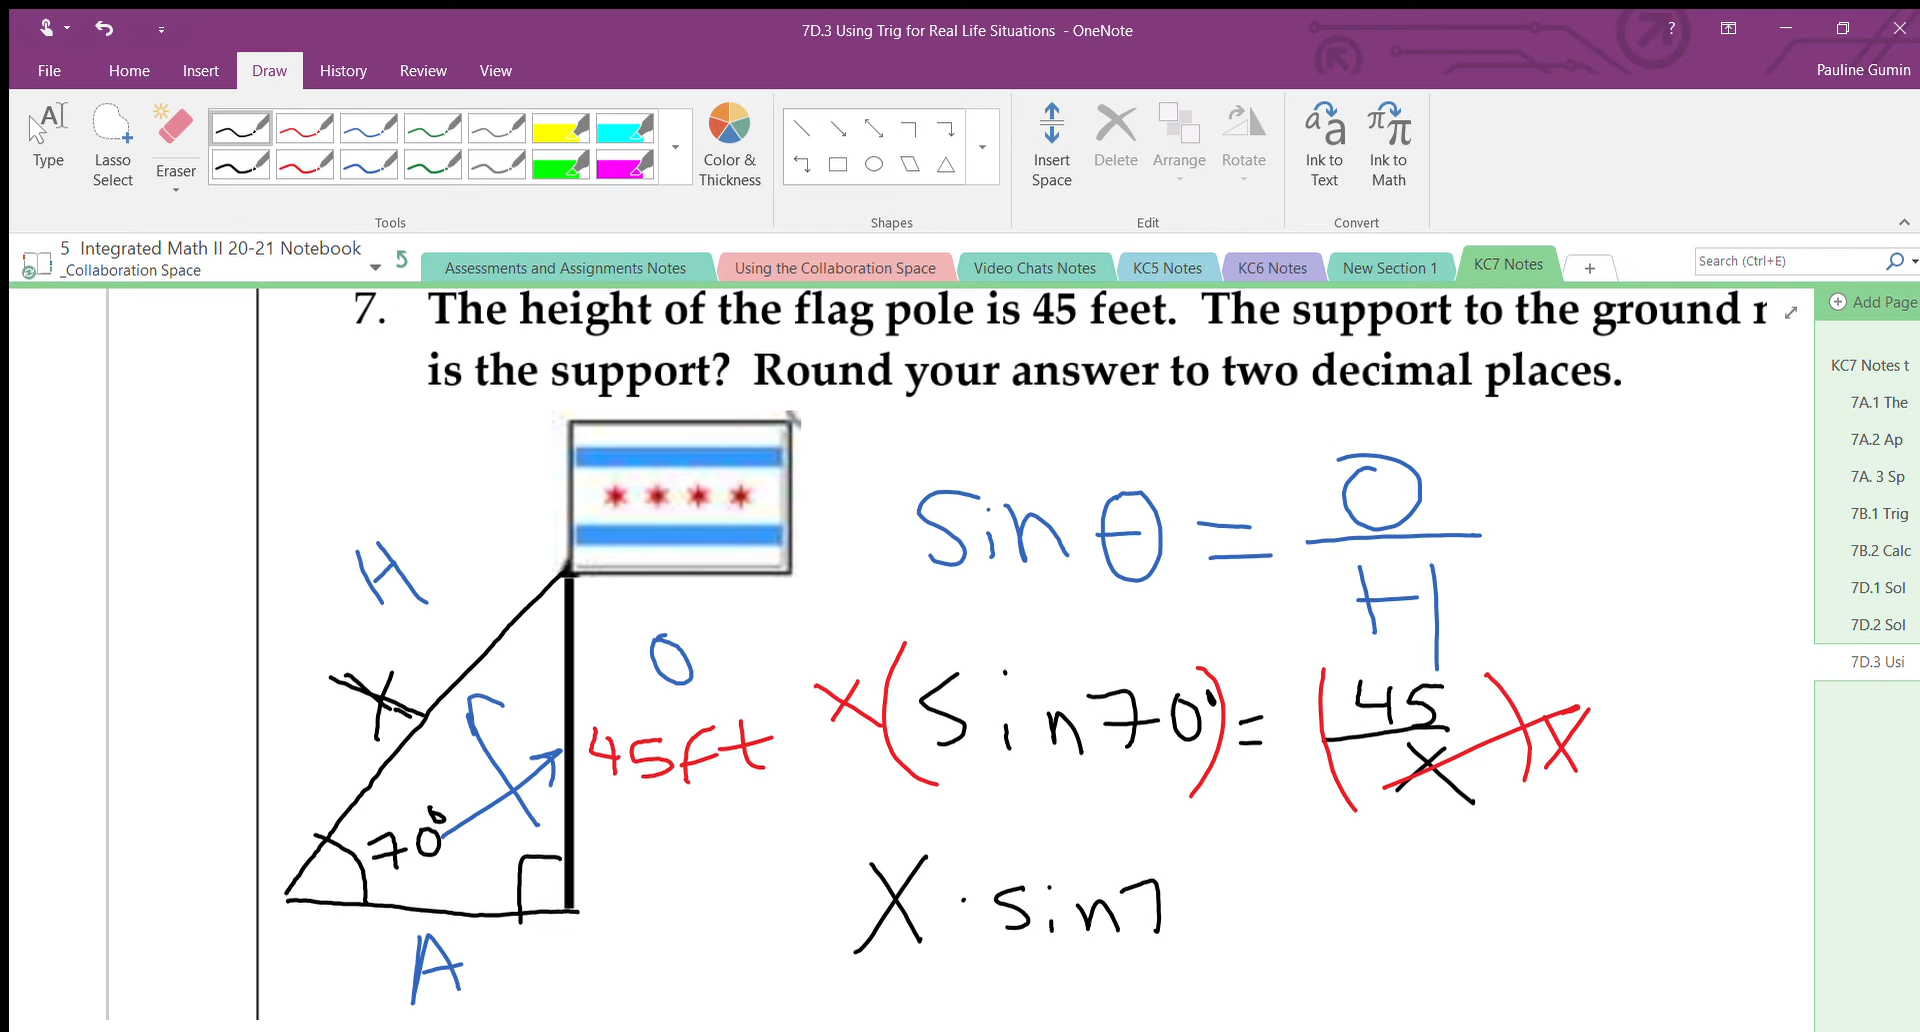 7D.3 Using Trig for Real Life Situations - OneNote
?
Pauline Gumin
File Home Insert Draw History Review View
Type
Lasso Select
Eraser
Color & Thickness
Insert Space
Delete
Arrange
Rotate
Ink to Text
Ink to Math
Tools
Shapes
Edit
Convert
5 Integrated Math II 20-21 Notebook
_Collaboration Space
Assessments and Assignments Notes
Using the Collaboration Space
Video Chats Notes
KC5 Notes
KC6 Notes
New Section 1
KC7 Notes
+
Search (Ctrl+E)
7. The height of the flag pole is 45 feet. The support to the ground
is the support? Round your answer to two decimal places.
H
O
X
45ft
70°
A
Sin θ = O/H
x(Sin 70°) = (45/x)x
X · sin7
Add Page
KC7 Notes t
7A.1 The
7A.2 Ap
7A. 3 Sp
7B.1 Trig
7B.2 Calc
7D.1 Sol
7D.2 Sol
7D.3 Usi